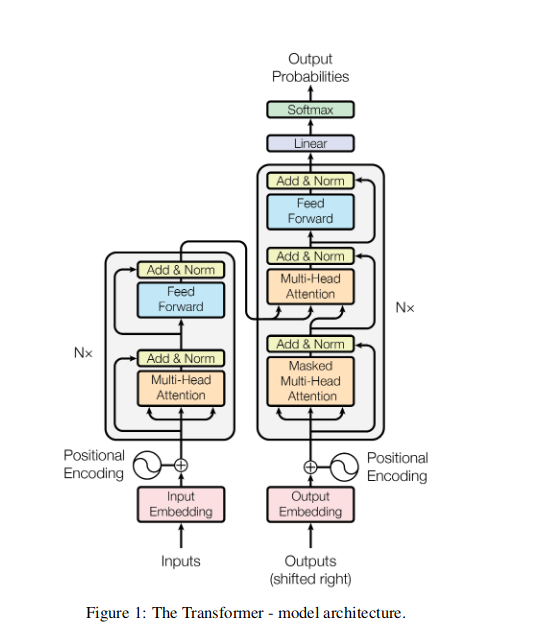 Output
Probabilities
Softmax
Linear
Add & Norm
Feed
Forward
Add & Norm
Multi-Head
Attention
Add & Norm
Masked
Multi-Head
Attention
Nx
Add & Norm
Feed
Forward
Add & Norm
Multi-Head
Attention
Nx
Positional
Encoding
Positional
Encoding
Input
Embedding
Output
Embedding
Inputs
Outputs
(shifted right)
Figure 1: The Transformer - model architecture.